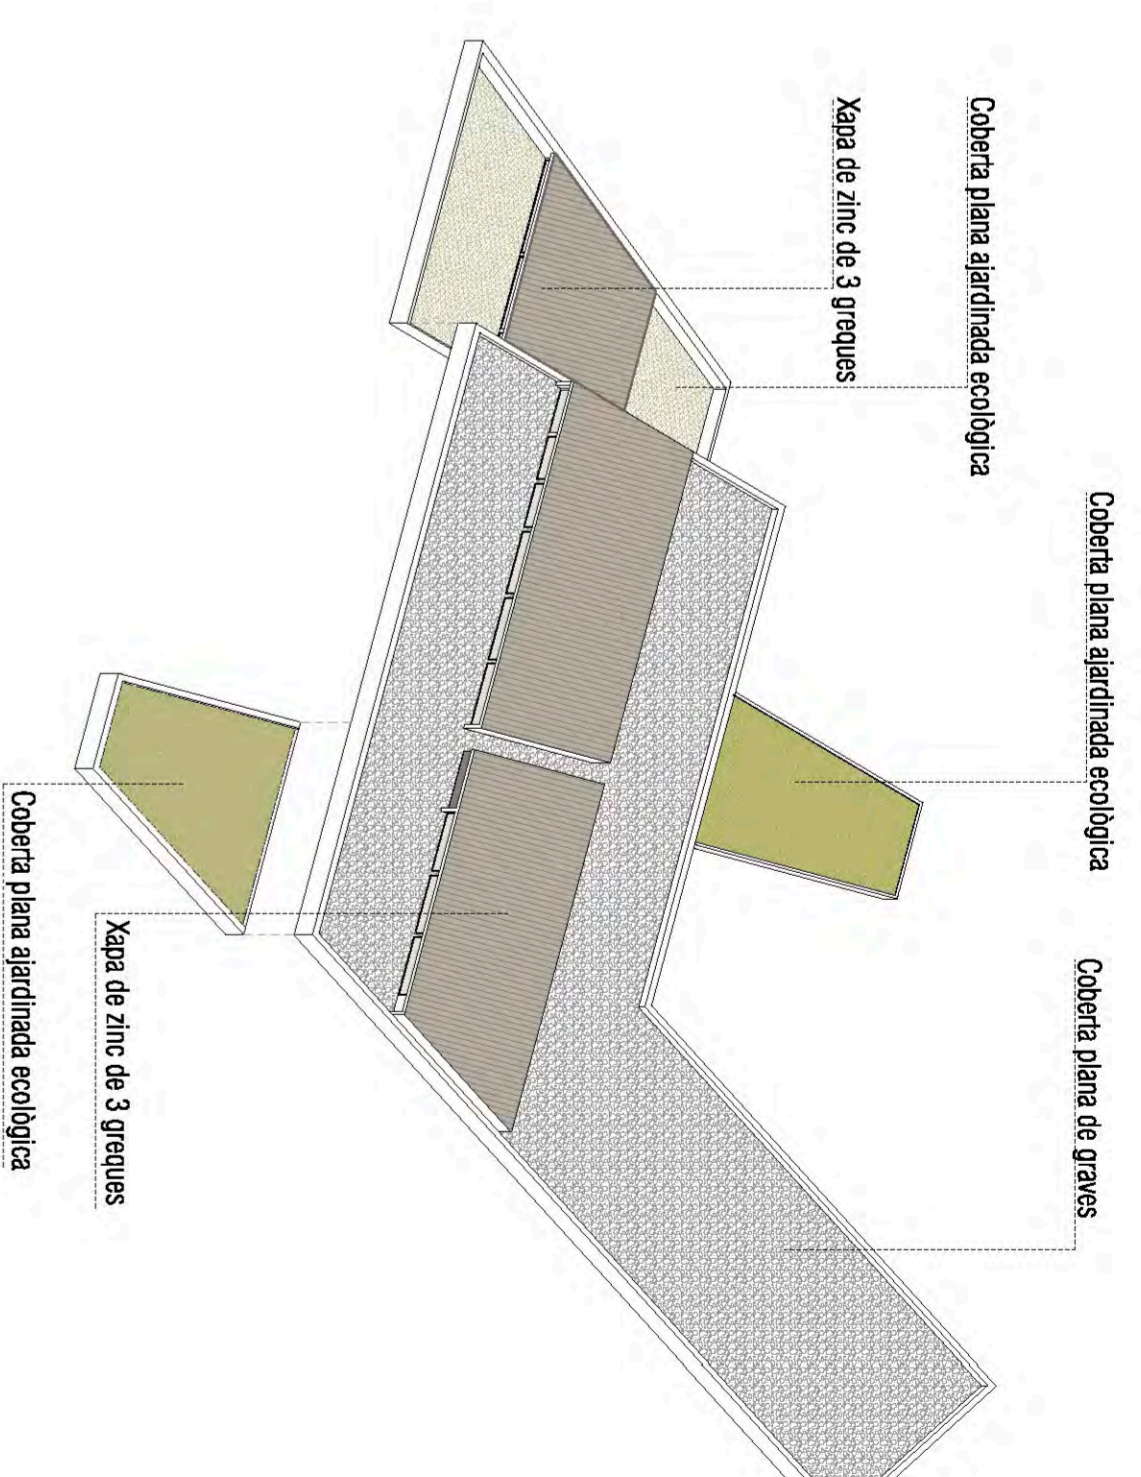 Coberta plana ajardinada ecològica
Coberta plana de graves
Coberta plana ajardinada ecològica
Xapa de zinc de 3 greques
Xapa de zinc de 3 greques
Coberta plana ajardinada ecològica